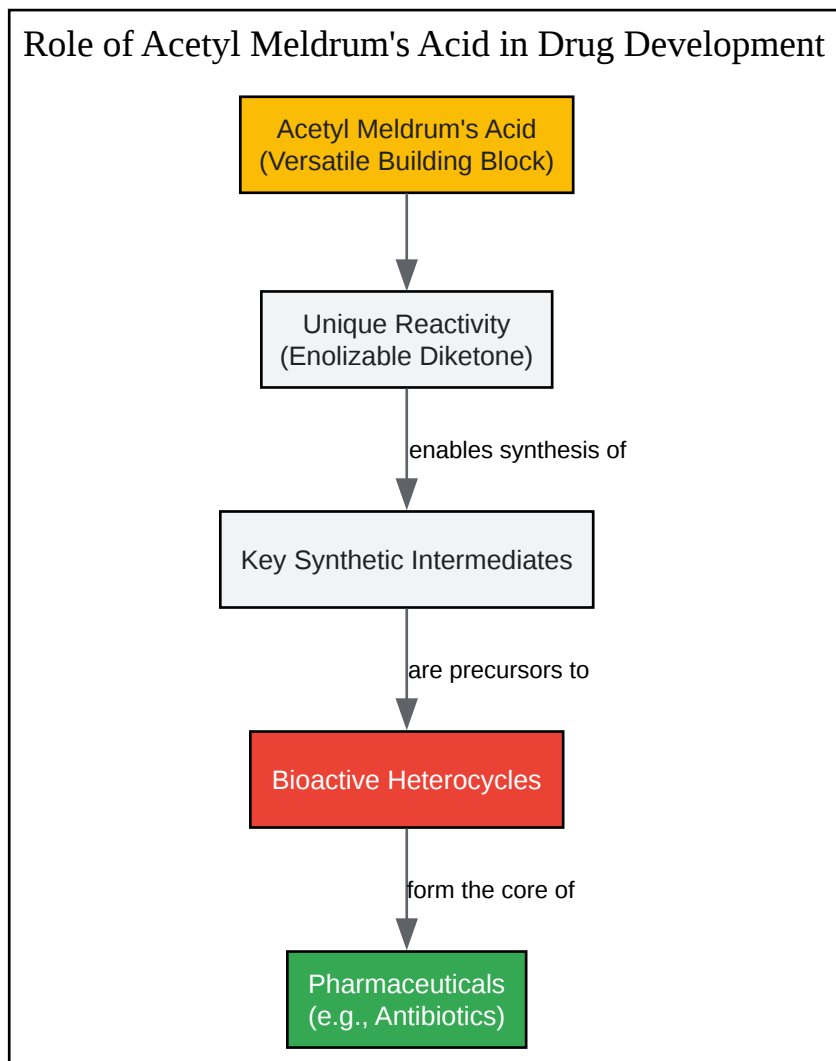 Role of Acetyl Meldrum's Acid in Drug Development
Acetyl Meldrum's Acid
(Versatile Building Block)
Unique Reactivity
(Enolizable Diketone)
enables synthesis of
Key Synthetic Intermediates
are precursors to
Bioactive Heterocycles
form the core of
Pharmaceuticals
(e.g., Antibiotics)